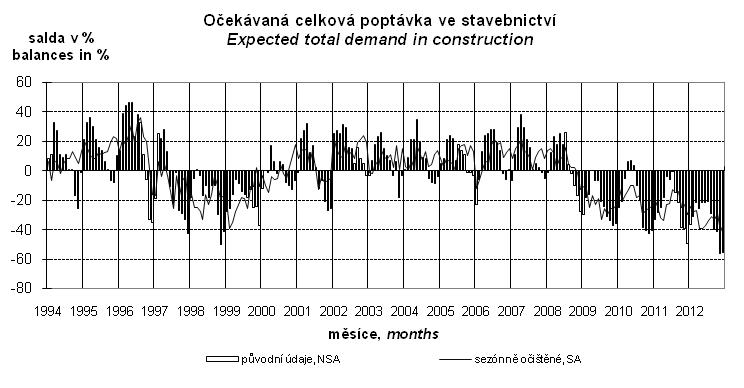 Očekávaná celková poptávka ve stavebnictví
Expected total demand in construction
salda v %
balances in %
60
40
20
0
-20
-40
-60
-80
1994 1995 1996 1997 1998 1999 2000 2001 2002 2003 2004 2005 2006 2007 2008 2009 2010 2011 2012
měsíce, months
původní údaje, NSA
sezónně očištěné, SA